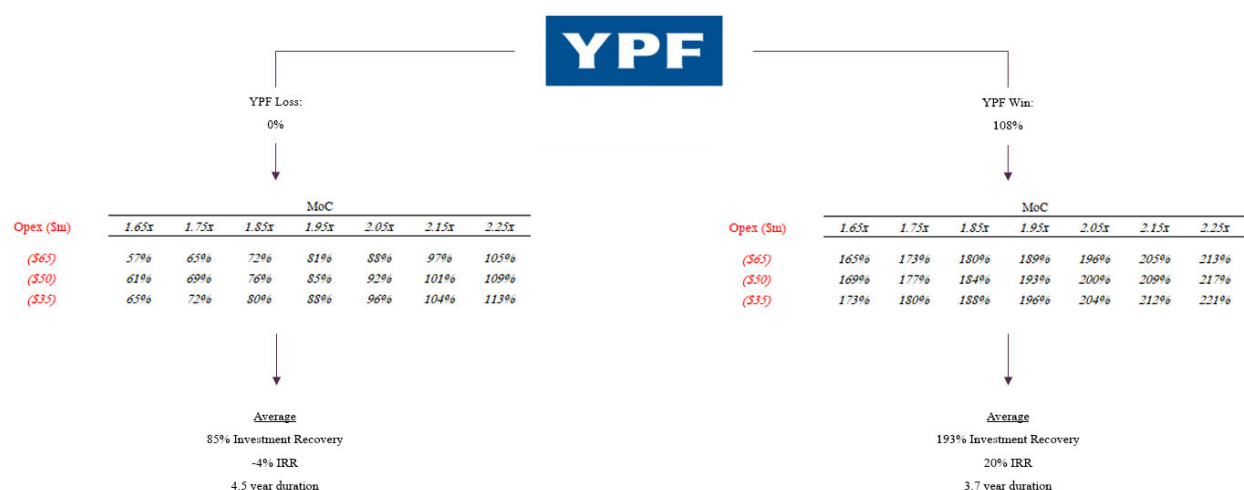 YPF
YPF Loss:
0%
MoC
Opex ($m) 1.65x 1.75x 1.85x 1.95x 2.05x 2.15x 2.25x
($65) 57% 65% 72% 81% 88% 97% 105%
($50) 61% 69% 76% 85% 92% 101% 109%
($35) 65% 72% 80% 88% 96% 104% 113%
Average
85% Investment Recovery
-4% IRR
4.5 year duration
YPF Win:
108%
MoC
Opex ($m) 1.65x 1.75x 1.85x 1.95x 2.05x 2.15x 2.25x
($65) 165% 173% 180% 189% 196% 205% 213%
($50) 169% 177% 184% 193% 200% 209% 217%
($35) 173% 180% 188% 196% 204% 212% 221%
Average
193% Investment Recovery
20% IRR
3.7 year duration